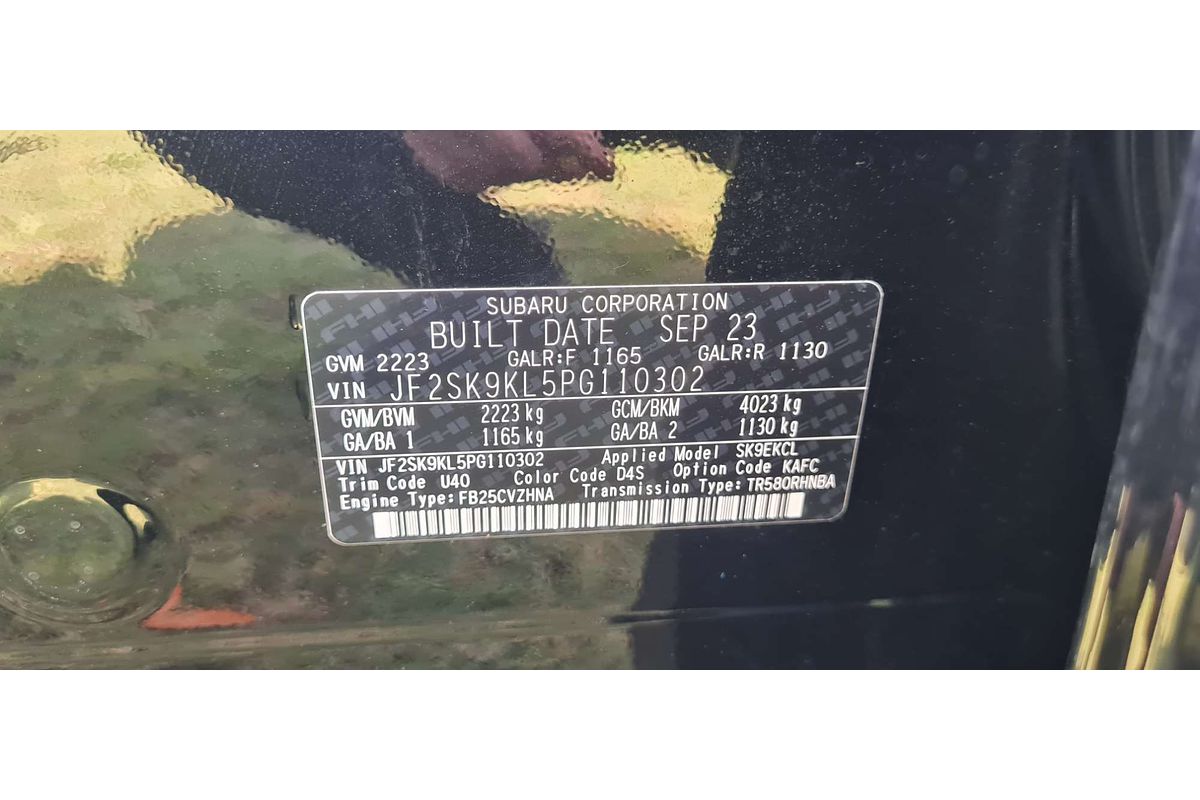 SUBARU CORPORATION
BUILT DATE SEP 23
GVM 2223 GALR:F 1165 GALR:R 1130
VIN JF2SK9KL5PG110302
GVM/BVM 2223 kg GCM/BKM 4023 kg
GA/BA 1 1165 kg GA/BA 2 1130 kg
VIN JF2SK9KL5PG110302 Applied Model SK9EKCL
Trim Code U40 Color Code D4S Option Code KAFC
Engine Type:FB25CVZHNA Transmission Type:TR580RHNBA